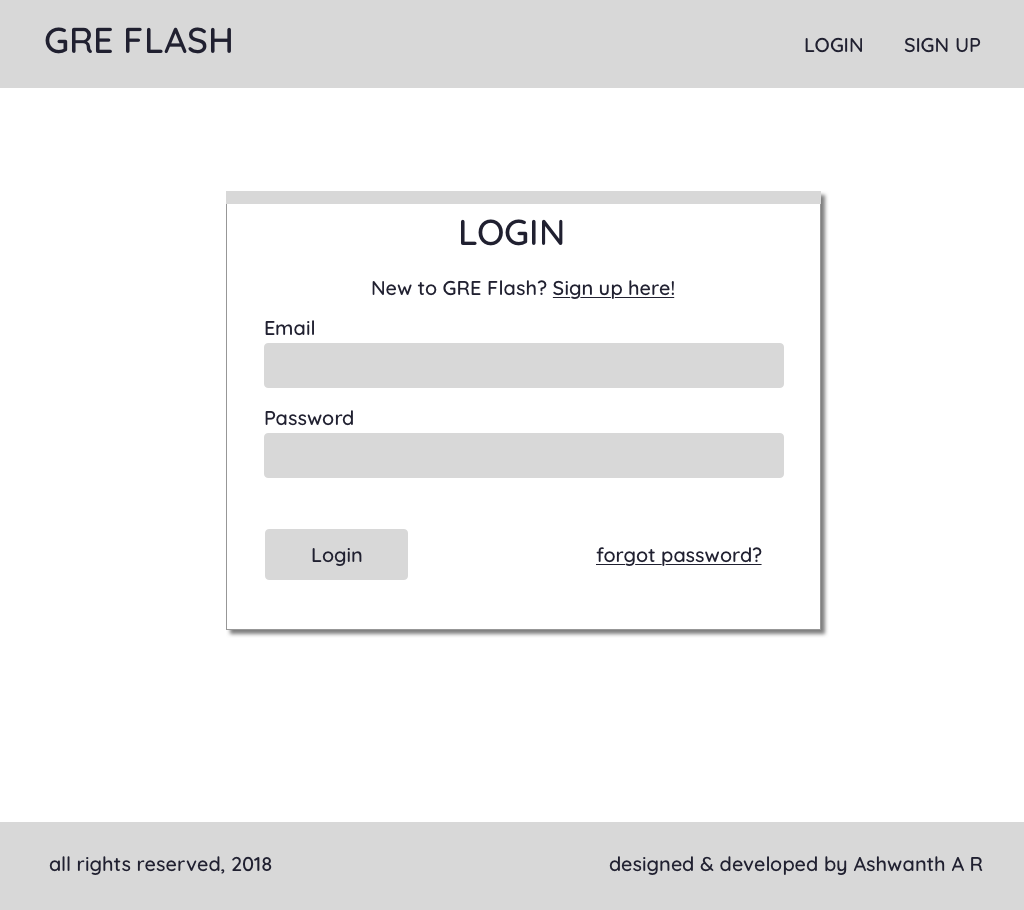 GRE FLASH
LOGIN SIGN UP
LOGIN
New to GRE Flash? Sign up here!
Email
Password
Login forgot password?
all rights reserved, 2018 designed & developed by Ashwanth A R